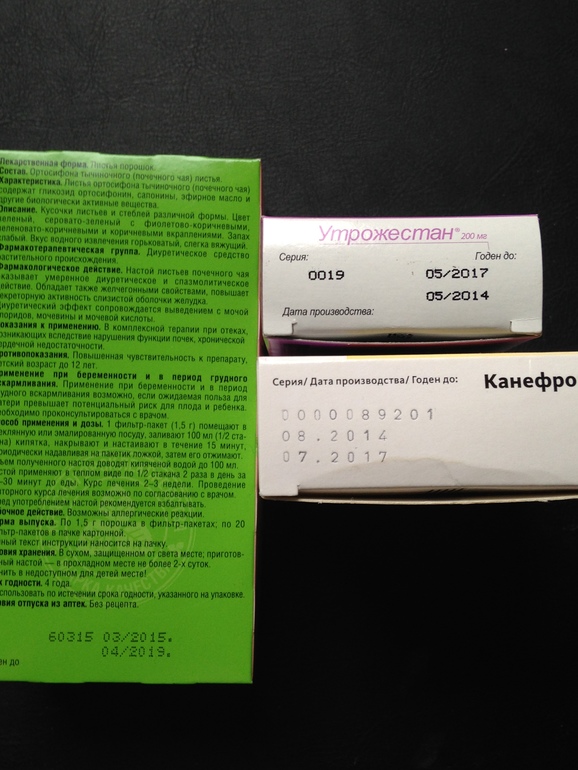 Лекарственная форма. Листья порошок.
Состав. Ортосифона тычиночного (почечного чая) листья.
Характеристика. Листья ортосифона тычиночного (почечного чая)
содержат гликозид ортосифонин, сапонины, эфирное масло и
другие биологически активные вещества.
Описание. Кусочки листьев и стеблей различной формы. Цвет
зеленый, серовато-зеленый с фиолетово-коричневыми,
зеленовато-коричневыми и коричневыми вкраплениями. Запах
слабый. Вкус водного извлечения горьковатый, слегка вяжущий.
Фармакотерапевтическая группа. Диуретическое средство
растительного происхождения.
Фармакологическое действие. Настой листьев почечного чая
оказывает умеренное диуретическое и спазмолитическое
действие. Обладает также желчегонными свойствами, повышает
секреторную активность слизистой оболочки желудка.
Диуретический эффект сопровождается выведением с мочой
хлоридов, мочевины и мочевой кислоты.
Показания к применению. В комплексной терапии при отеках,
возникающих вследствие нарушения функции почек, хронической
сердечной недостаточности.
Противопоказания. Повышенная чувствительность к препарату,
детский возраст до 12 лет.
Применение при беременности и в период грудного
вскармливания. Применение при беременности и в период
грудного вскармливания возможно, если ожидаемая польза для
матери превышает потенциальный риск для плода и ребенка.
Необходимо проконсультироваться с врачом.
Способ применения и дозы. 1 фильтр-пакет (1,5 г) помещают в
стеклянную или эмалированную посуду, заливают 100 мл (1/2 ста-
кана) кипятка, накрывают и настаивают в течение 15 минут,
периодически надавливая на пакетик ложкой, затем его отжимают.
Объем полученного настоя доводят кипяченой водой до 100 мл.
Настой применяют в теплом виде по 1/2 стакана 2 раза в день за
20–30 минут до еды. Курс лечения 2–3 недели. Проведение
повторного курса лечения возможно по согласованию с врачом.
Перед употреблением настой рекомендуется взбалтывать.
Побочное действие. Возможны аллергические реакции.
Форма выпуска. По 1,5 г порошка в фильтр-пакетах; по 20
фильтр-пакетов в пачке картонной.
Полный текст инструкции наносится на пачку.
Условия хранения. В сухом, защищенном от света месте; приготов-
ленный настой — в прохладном месте не более 2-х суток.
Хранить в недоступном для детей месте!
Срок годности. 4 года.
использовать по истечении срока годности, указанного на упаковке.
Условия отпуска из аптек. Без рецепта.
60315 03/2015.
04/2019.
ен до
Утрожестан® 200 мг
Серия: Годен до:
0019 05/2017
05/2014
Дата производства:
Серия/ Дата производства/ Годен до: Канефро
0000089201
08.2014
07.2017